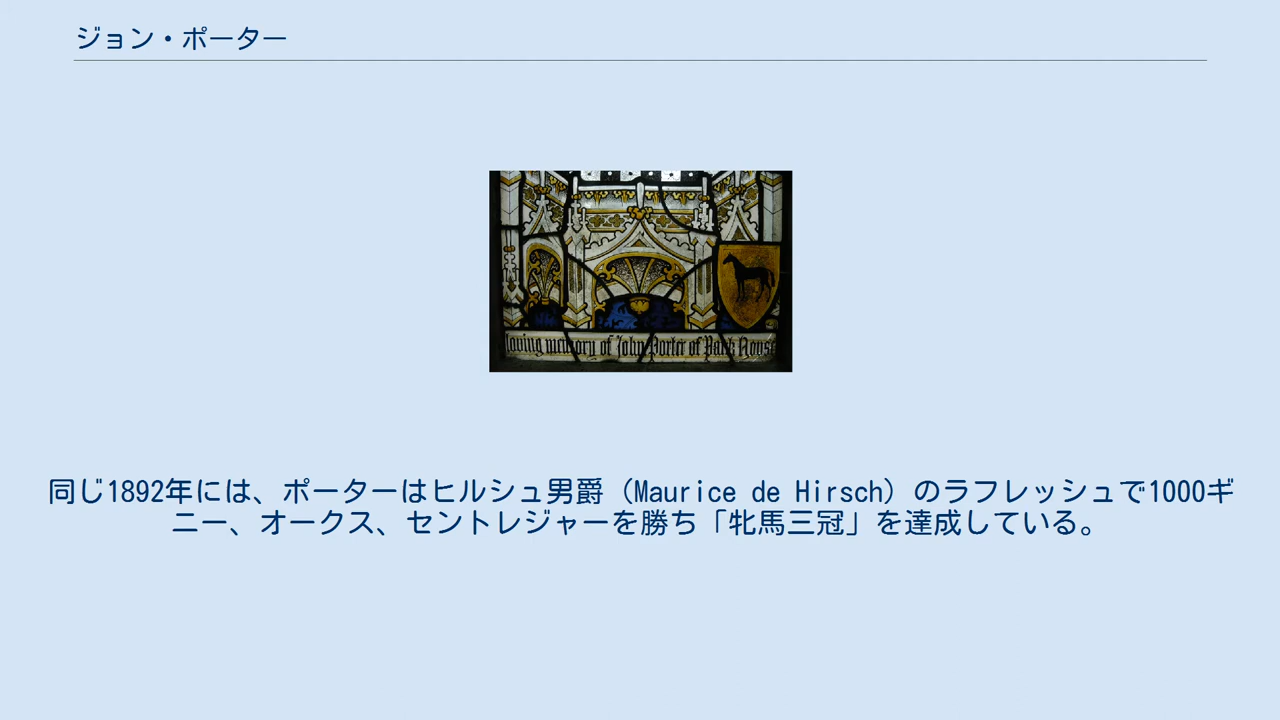 ジョン・ポーター
loving memory of John Porter of Park House
同じ1892年には、ポーターはヒルシュ男爵（Maurice de Hirsch）のラフレッシュで1000ギ
ニー、オークス、セントレジャーを勝ち「牝馬三冠」を達成している。